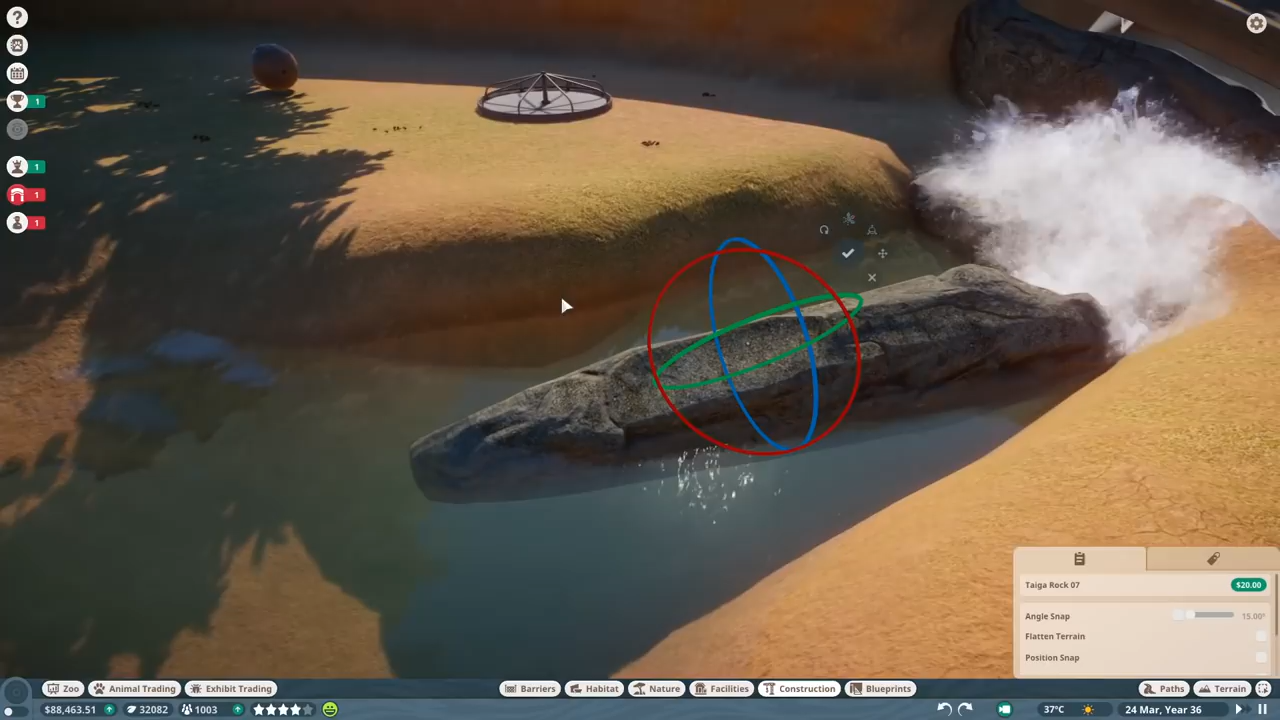 ?
1
1
1
1
Taiga Rock 07 $20.00
Angle Snap 15.00°
Flatten Terrain
Position Snap
Zoo Animal Trading Exhibit Trading Barriers Habitat Nature Facilities Construction Blueprints Paths Terrain
$88,463.51 32082 1003 37°C 24 Mar, Year 36